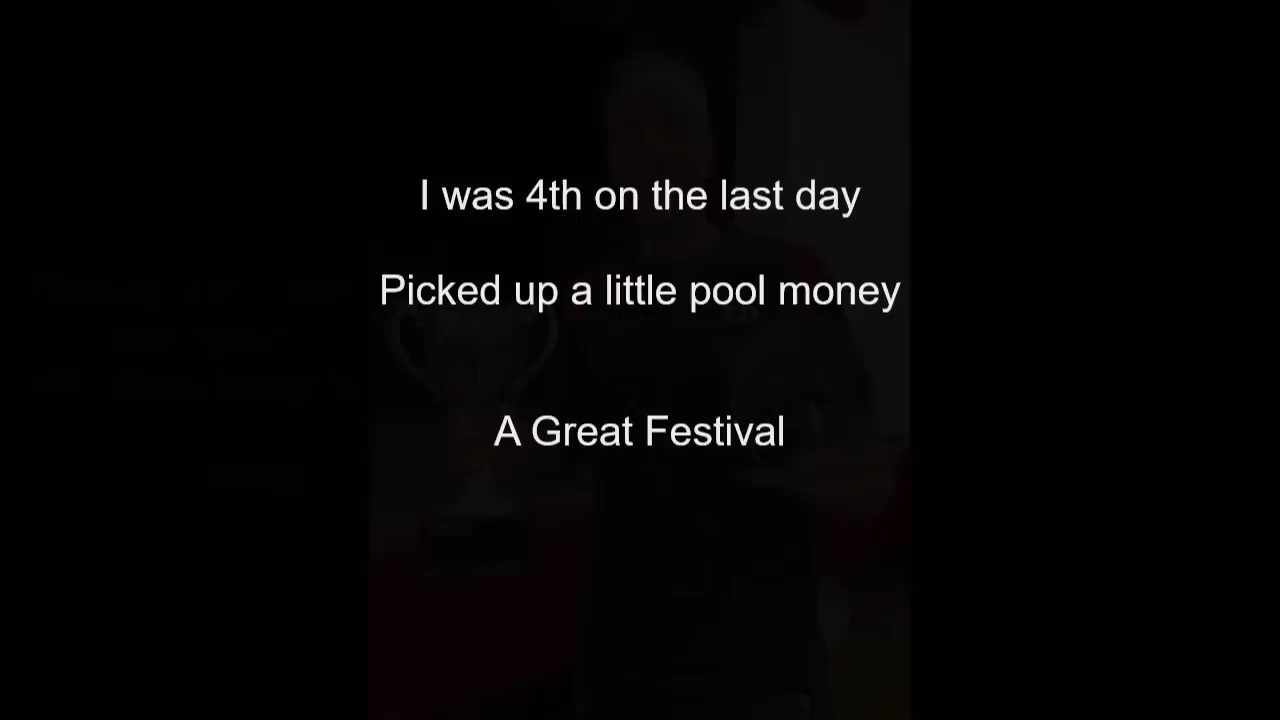 I was 4th on the last day
Picked up a little pool money
A Great Festival